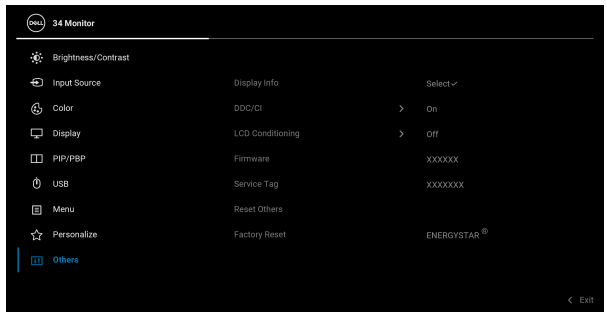 DELL 34 Monitor
Brightness/Contrast
Input Source Display Info Select✓
Color DDC/CI > On
Display LCD Conditioning > Off
PIP/PBP Firmware XXXXXX
USB Service Tag XXXXXXX
Menu Reset Others
Personalize Factory Reset ENERGYSTAR®
Others
< Exit